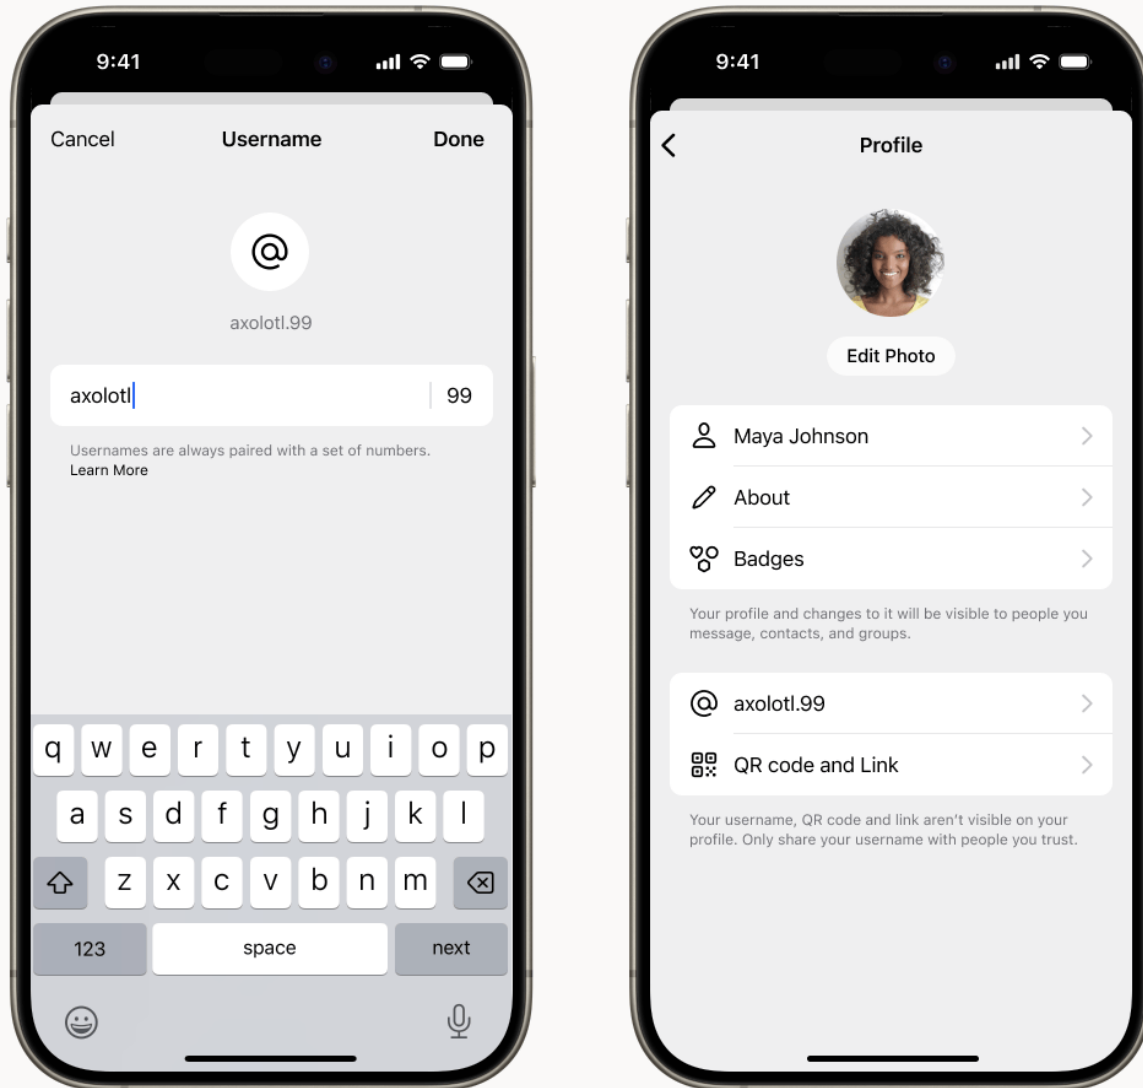 9:41
Cancel Username Done
@
axolotl.99
axolotl 99
Usernames are always paired with a set of numbers.
Learn More
q w e r t y u i o p
a s d f g h j k l
z x c v b n m
123 space next
9:41
Profile
Edit Photo
Maya Johnson
About
Badges
Your profile and changes to it will be visible to people you
message, contacts, and groups.
@ axolotl.99
QR code and Link
Your username, QR code and link aren't visible on your
profile. Only share your username with people you trust.